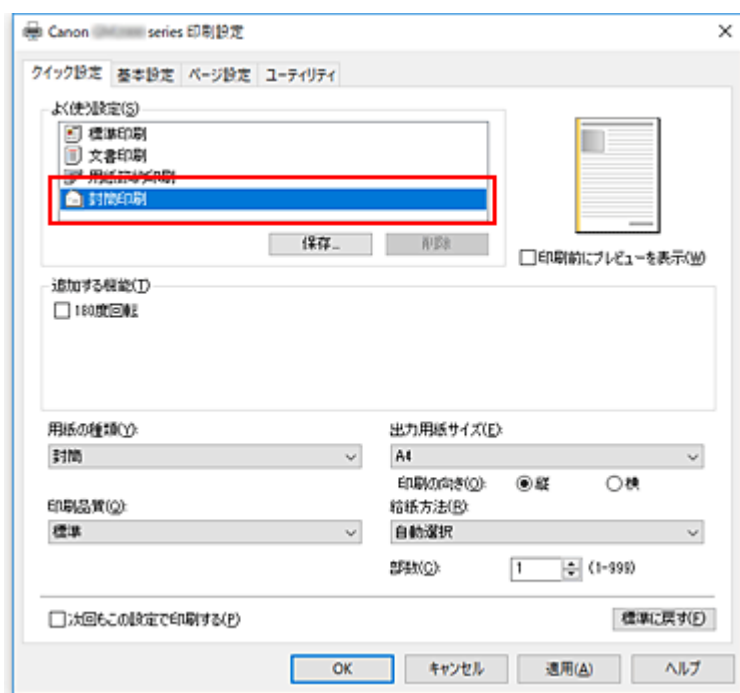 Canon series 印刷設定
クイック設定 基本設定 ページ設定 ユーティリティ
よく使う設定(S)
標準印刷
文書印刷
封筒印刷
保存... 削除
印刷前にプレビューを表示(W)
追加する機能(T)
180度回転
用紙の種類(Y):
封筒
出力用紙サイズ(E):
A4
印刷の向き(O): 縦 横
印刷品質(Q):
標準
給紙方法(R):
自動選択
部数(C): 1 (1-999)
次回もこの設定で印刷する(P)
標準に戻す(F)
OK キャンセル 適用(A) ヘルプ